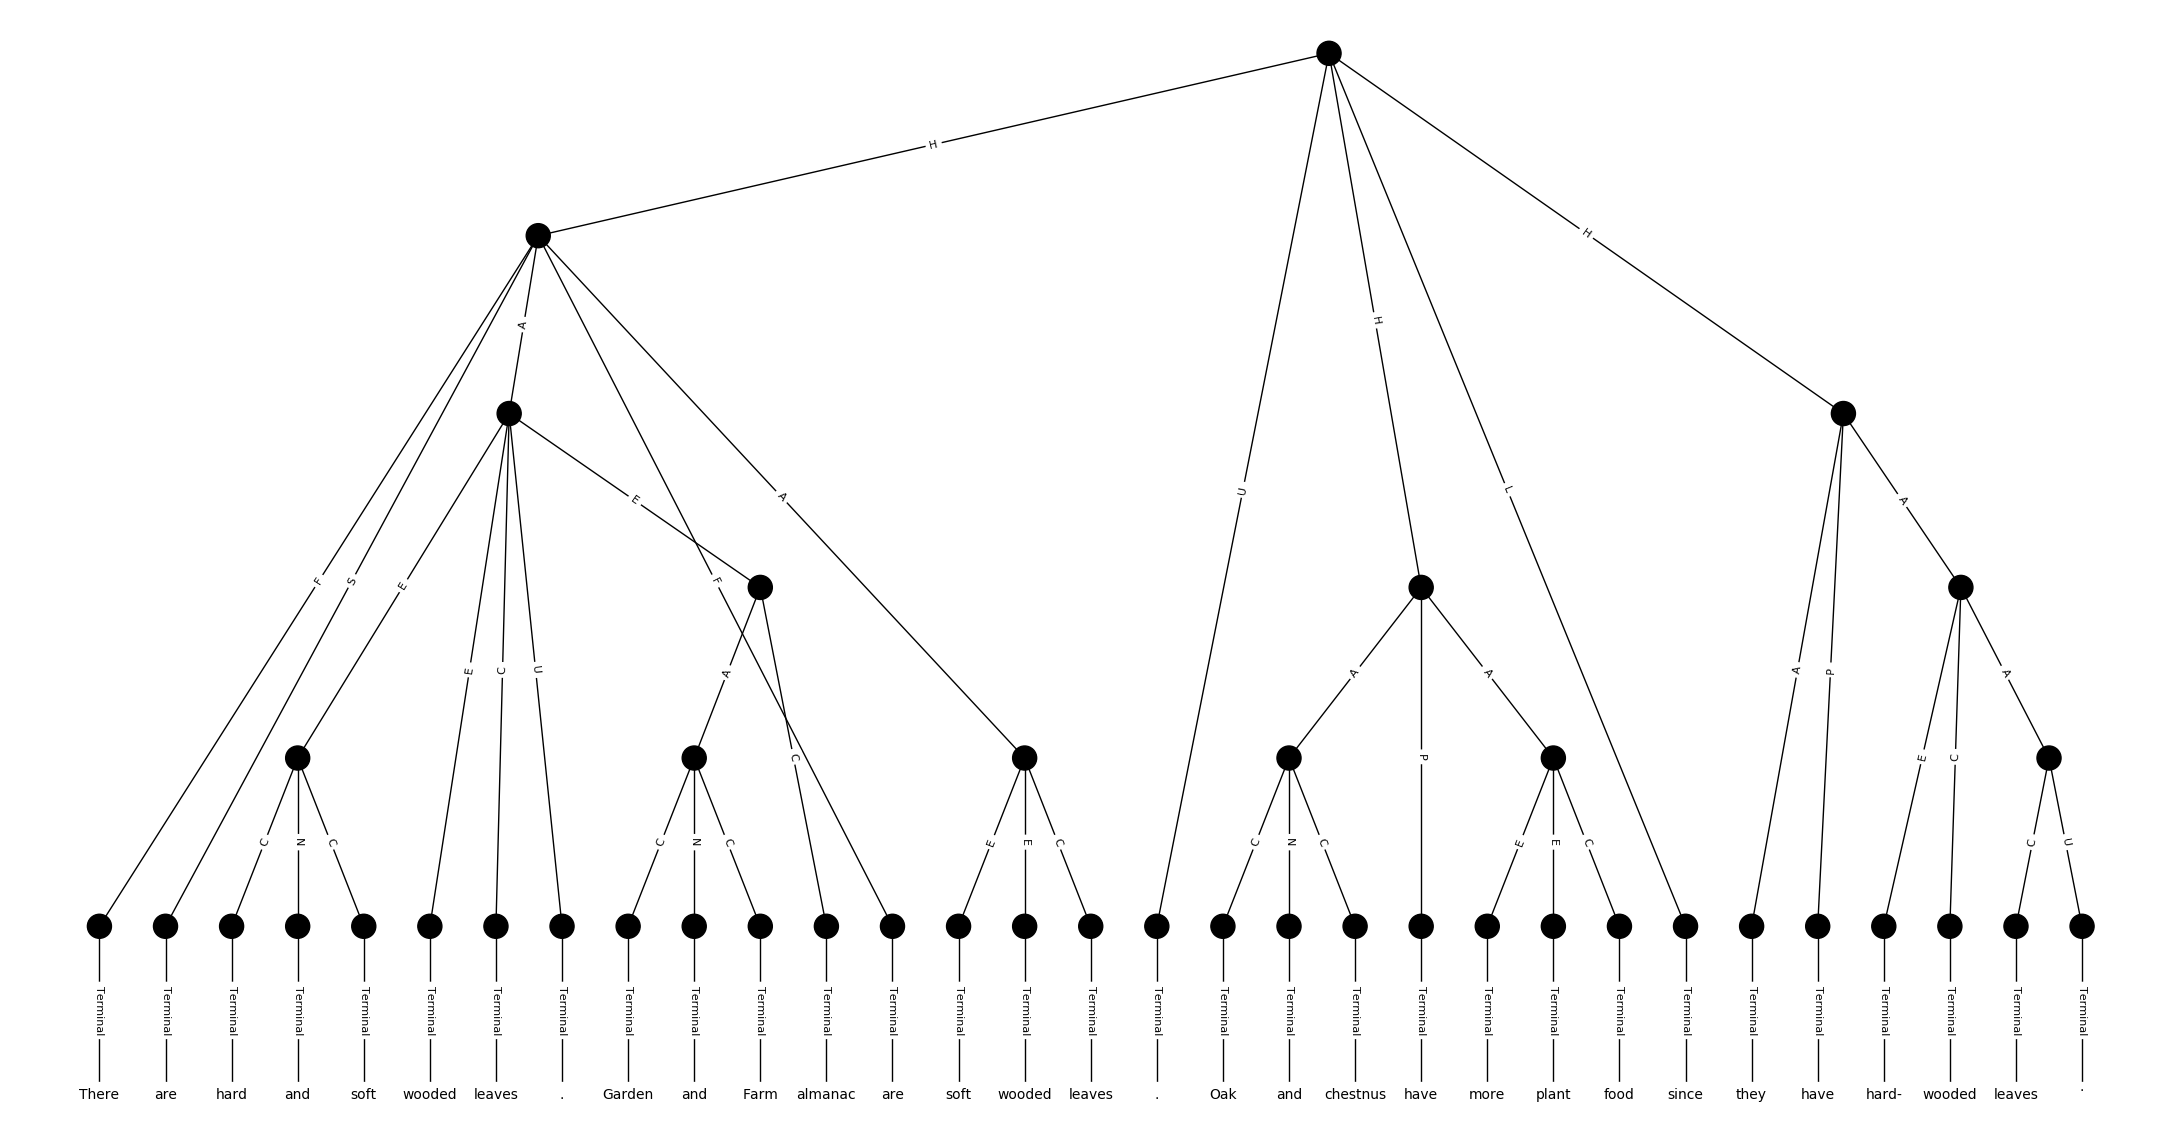 H
H
A
H
U
L
E
A
A
F
S
E
F
E
C
U
A
C
A
P
A
A
P
E
C
A
C
N
C
C
N
C
E
E
C
C
N
C
E
E
C
C
U
Terminal Terminal Terminal Terminal Terminal Terminal Terminal Terminal Terminal Terminal Terminal Terminal Terminal Terminal Terminal Terminal Terminal Terminal Terminal Terminal Terminal Terminal Terminal Terminal Terminal Terminal Terminal Terminal Terminal Terminal Terminal
There are hard and soft wooded leaves . Garden and Farm almanac are soft wooded leaves . Oak and chestnus have more plant food since they have hard- wooded leaves .